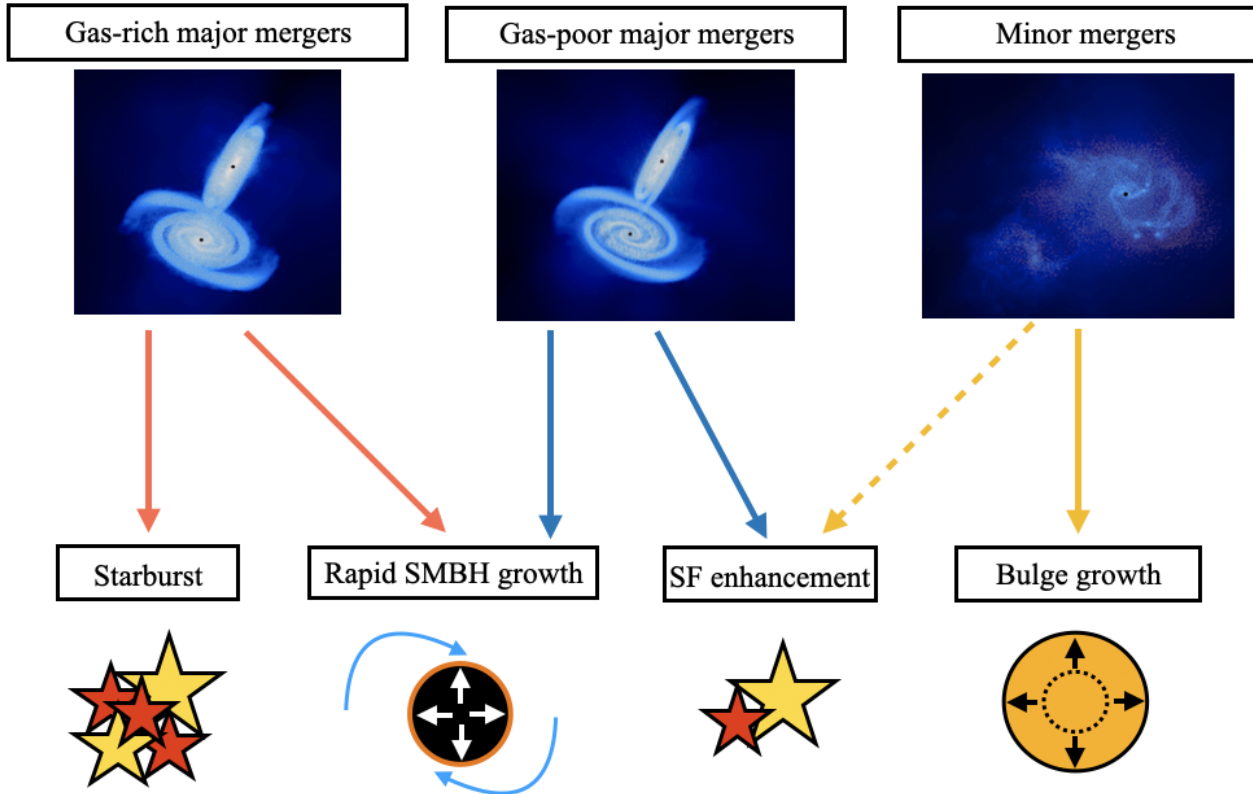 Gas-rich major mergers
Gas-poor major mergers
Minor mergers
Starburst
Rapid SMBH growth
SF enhancement
Bulge growth